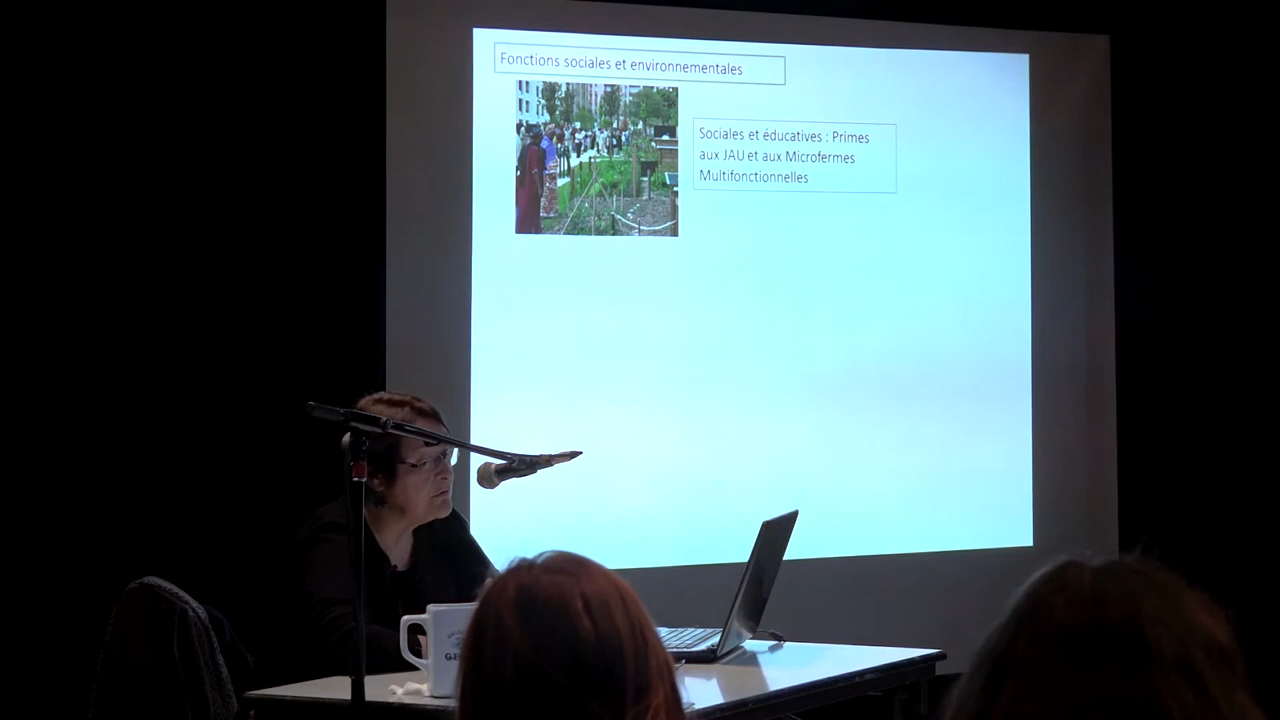 Fonctions sociales et environnementales
Sociales et éducatives : Primes
aux JAU et aux Microfermes
Multifonctionnelles